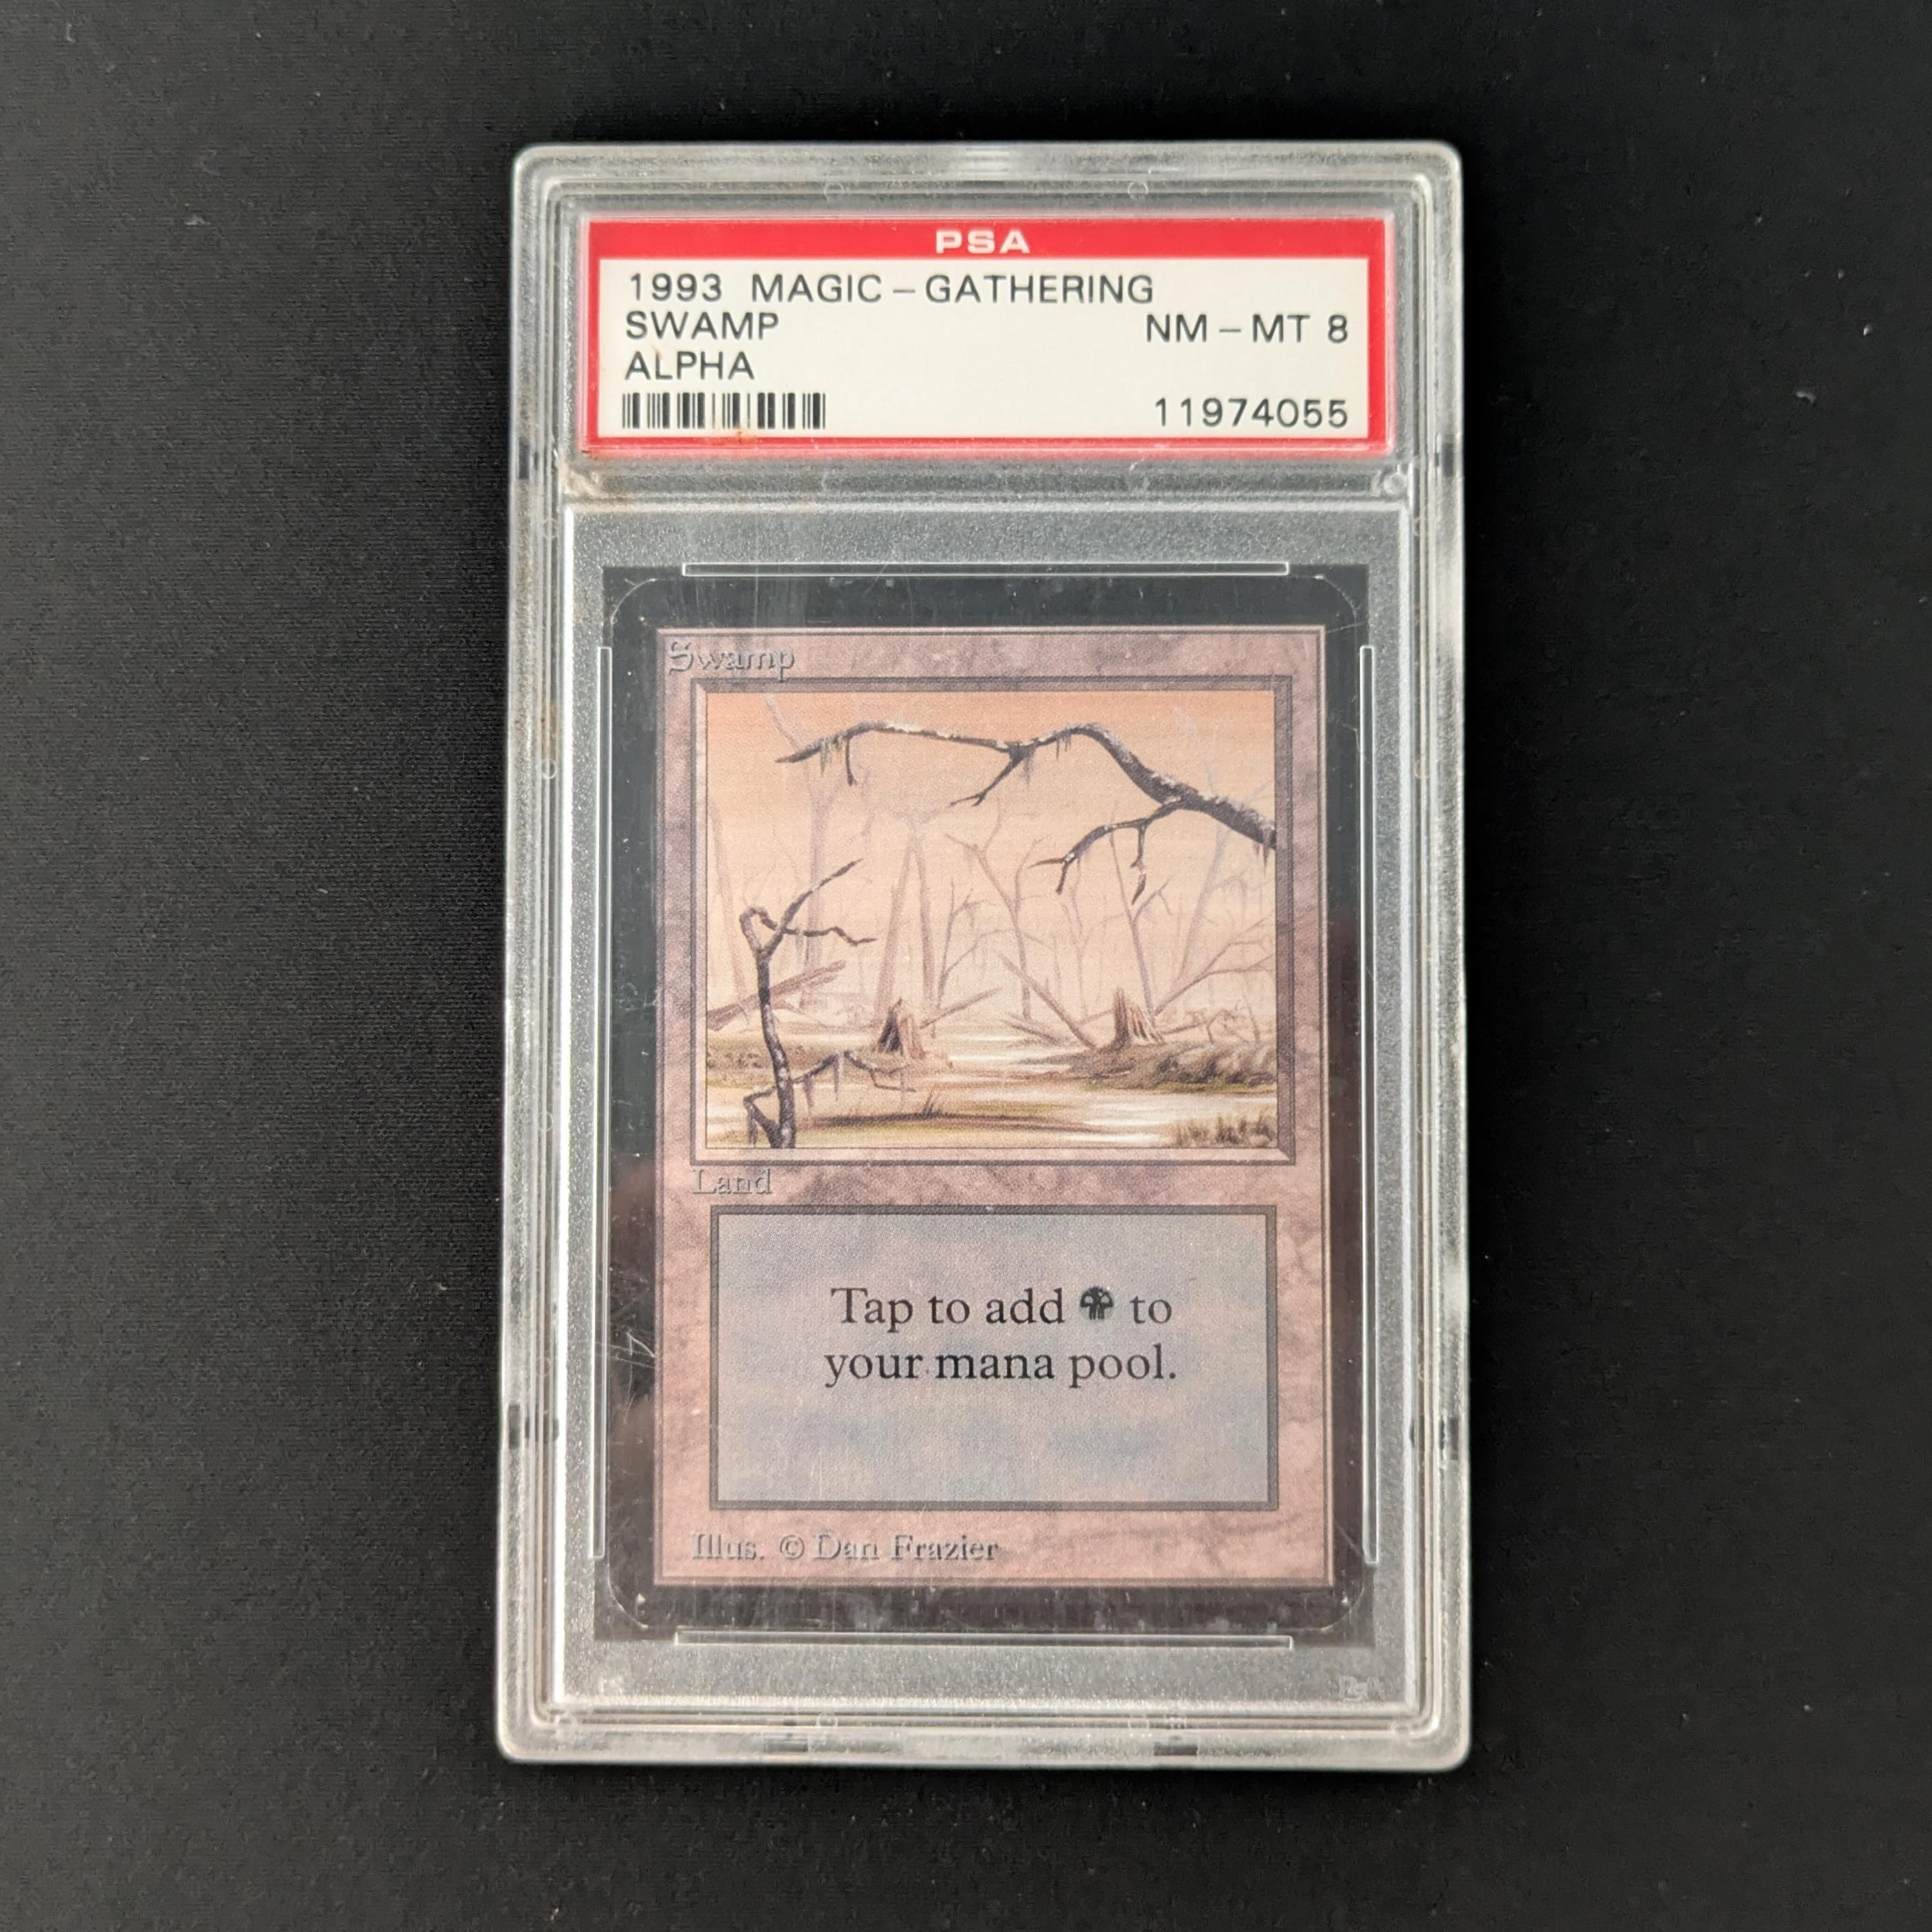 PSA
1993 MAGIC-GATHERING
SWAMP NM-MT 8
ALPHA
11974055
Swamp
Land
Tap to add to
your mana pool.
Illus. © Dan Frazier